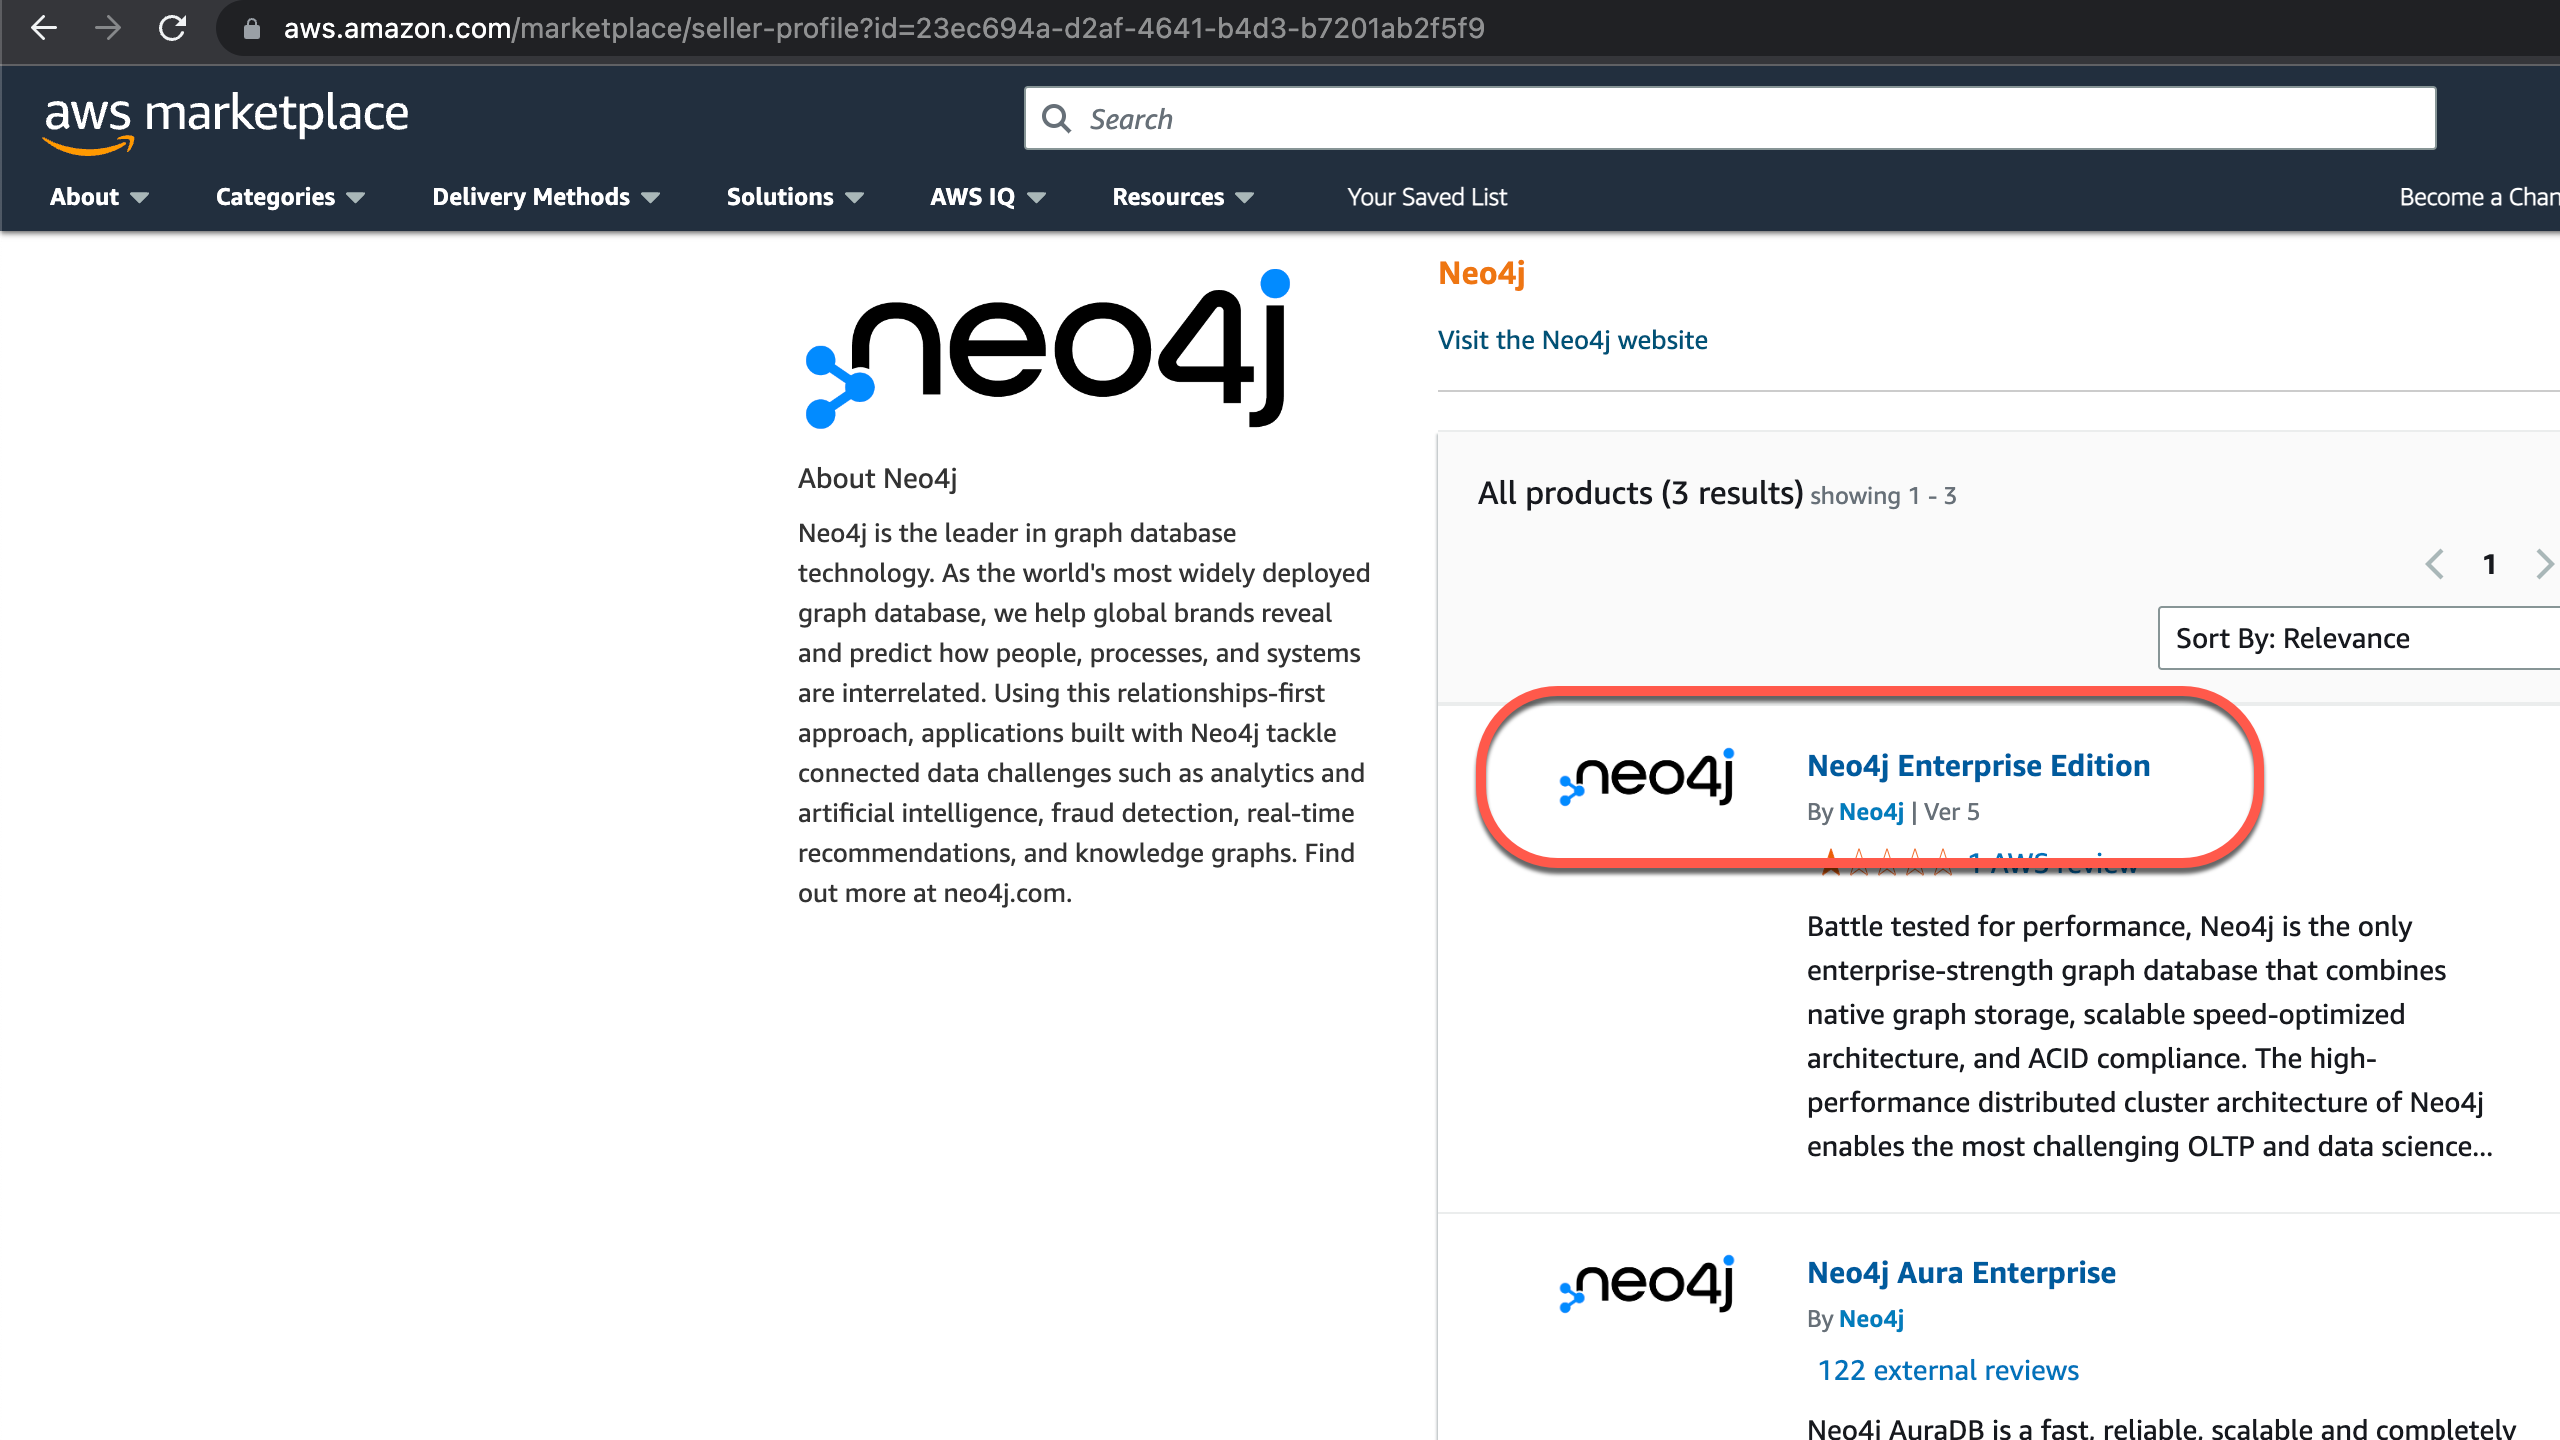 aws.amazon.com/marketplace/seller-profile?id=23ec694a-d2af-4641-b4d3-b7201ab2f5f9
aws marketplace
Search
About
Categories
Delivery Methods
Solutions
AWS IQ
Resources
Your Saved List
Become a Chan
neo4j
About Neo4j
Neo4j is the leader in graph database
technology. As the world's most widely deployed
graph database, we help global brands reveal
and predict how people, processes, and systems
are interrelated. Using this relationships-first
approach, applications built with Neo4j tackle
connected data challenges such as analytics and
artificial intelligence, fraud detection, real-time
recommendations, and knowledge graphs. Find
out more at neo4j.com.
Neo4j
Visit the Neo4j website
All products (3 results) showing 1 - 3
1
Sort By: Relevance
neo4j
Neo4j Enterprise Edition
By Neo4j | Ver 5
1 AWS review
Battle tested for performance, Neo4j is the only
enterprise-strength graph database that combines
native graph storage, scalable speed-optimized
architecture, and ACID compliance. The high-
performance distributed cluster architecture of Neo4j
enables the most challenging OLTP and data science...
neo4j
Neo4j Aura Enterprise
By Neo4j
122 external reviews
Neo4j AuraDB is a fast, reliable, scalable and completely